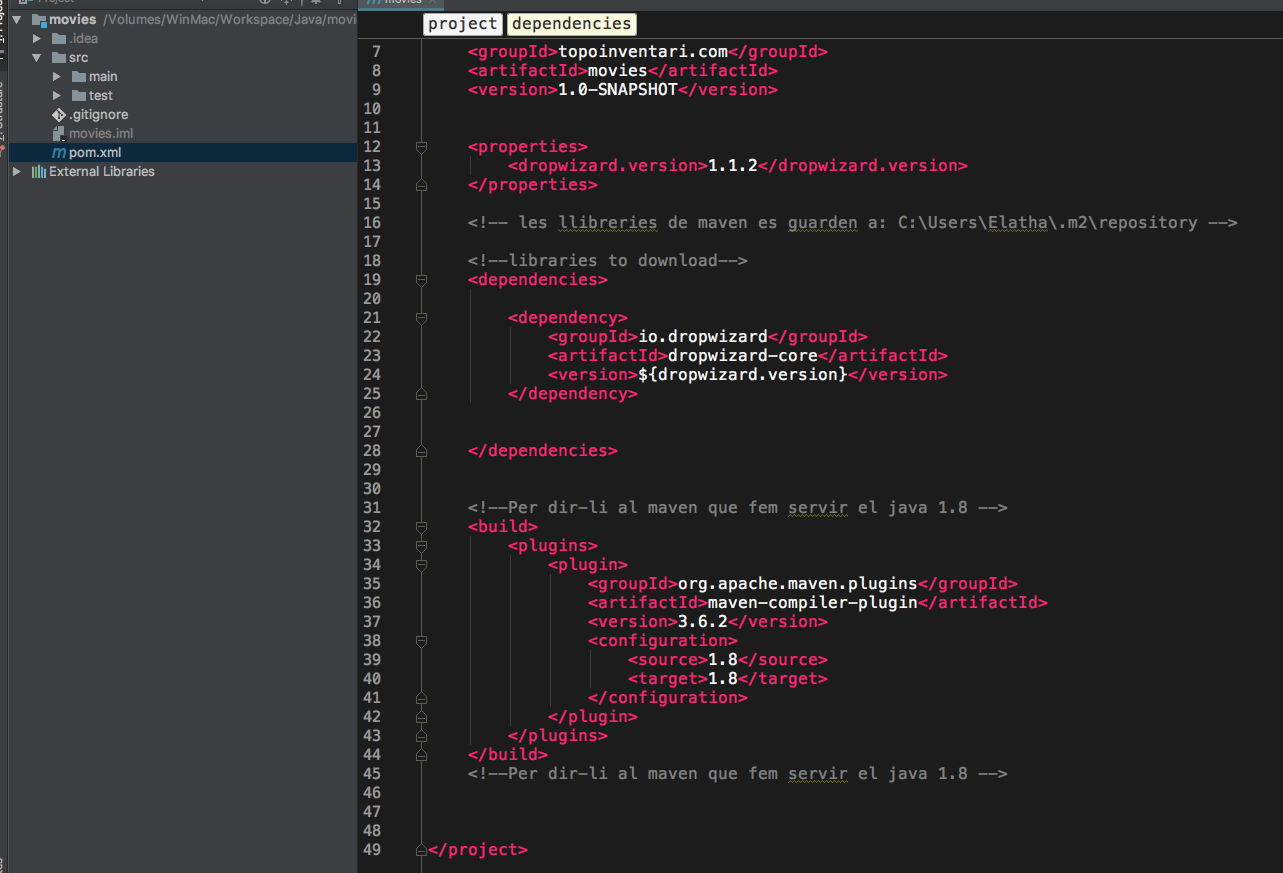 Project
movies /Volumes/WinMac/Workspace/Java/movi
.idea
src
main
test
.gitignore
movies.iml
pom.xml
External Libraries
movies
project dependencies
7 <groupId>topoinventari.com</groupId>
8 <artifactId>movies</artifactId>
9 <version>1.0-SNAPSHOT</version>
10
11
12 <properties>
13 <dropwizard.version>1.1.2</dropwizard.version>
14 </properties>
15
16 <!-- les llibreries de maven es guarden a: C:\Users\Elatha\.m2\repository -->
17
18 <!--libraries to download-->
19 <dependencies>
20
21 <dependency>
22 <groupId>io.dropwizard</groupId>
23 <artifactId>dropwizard-core</artifactId>
24 <version>${dropwizard.version}</version>
25 </dependency>
26
27
28 </dependencies>
29
30
31 <!--Per dir-li al maven que fem servir el java 1.8 -->
32 <build>
33 <plugins>
34 <plugin>
35 <groupId>org.apache.maven.plugins</groupId>
36 <artifactId>maven-compiler-plugin</artifactId>
37 <version>3.6.2</version>
38 <configuration>
39 <source>1.8</source>
40 <target>1.8</target>
41 </configuration>
42 </plugin>
43 </plugins>
44 </build>
45 <!--Per dir-li al maven que fem servir el java 1.8 -->
46
47
48
49 </project>